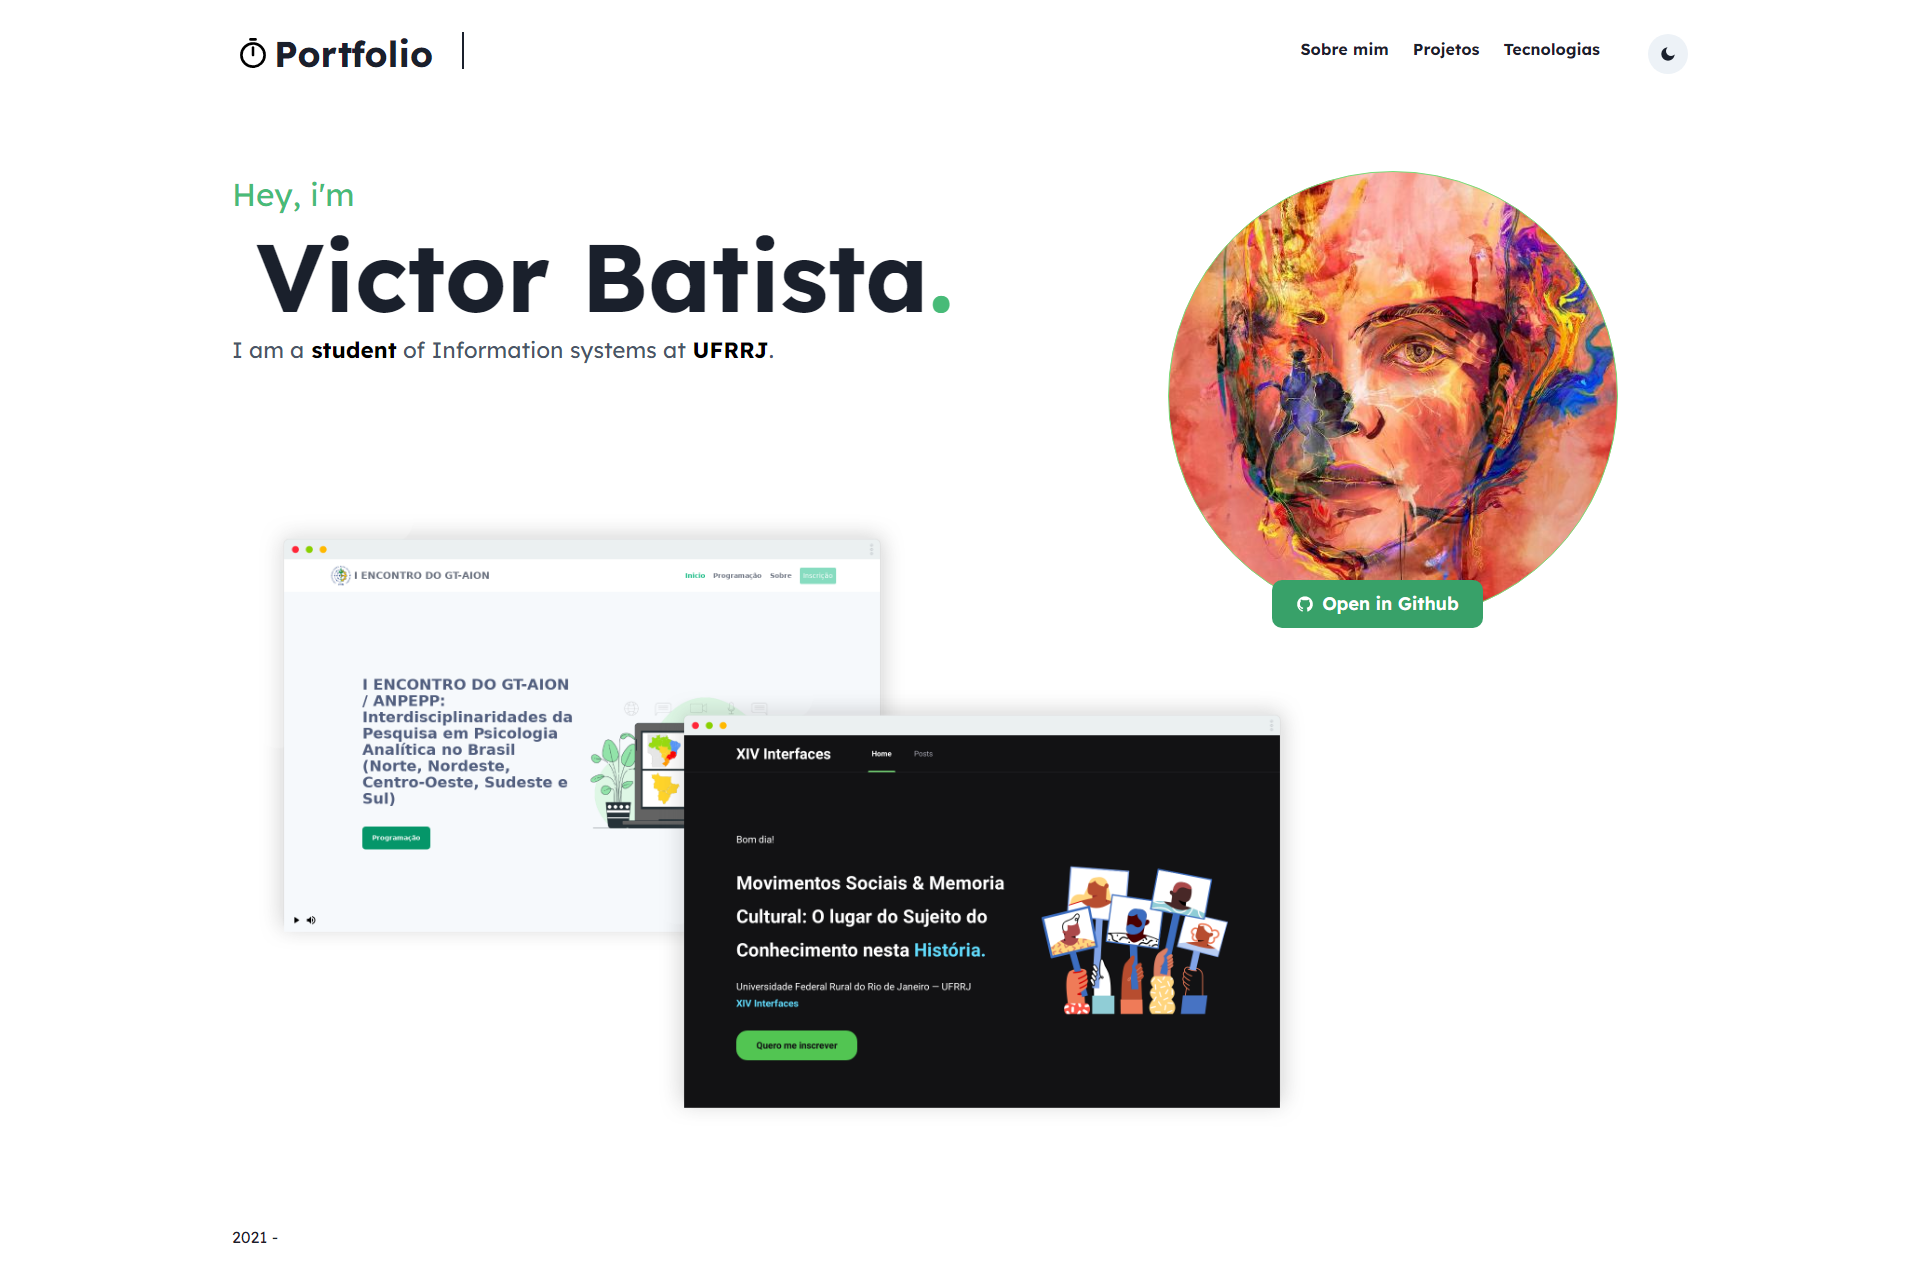 Portfolio
Sobre mim Projetos Tecnologias
Hey, i'm
Victor Batista.
I am a student of Information systems at UFRRJ.
Open in Github
I ENCONTRO DO GT-AION
Início Programação Sobre Inscrição
I ENCONTRO DO GT-AION
/ ANPEPP:
Interdisciplinaridades da
Pesquisa em Psicologia
Analítica no Brasil
(Norte, Nordeste,
Centro-Oeste, Sudeste e
Sul)
Programação
XIV Interfaces
Home Posts
Bom dia!
Movimentos Sociais & Memoria
Cultural: O lugar do Sujeito do
Conhecimento nesta História.
Universidade Federal Rural do Rio de Janeiro — UFRRJ
XIV Interfaces
Quero me inscrever
2021 -